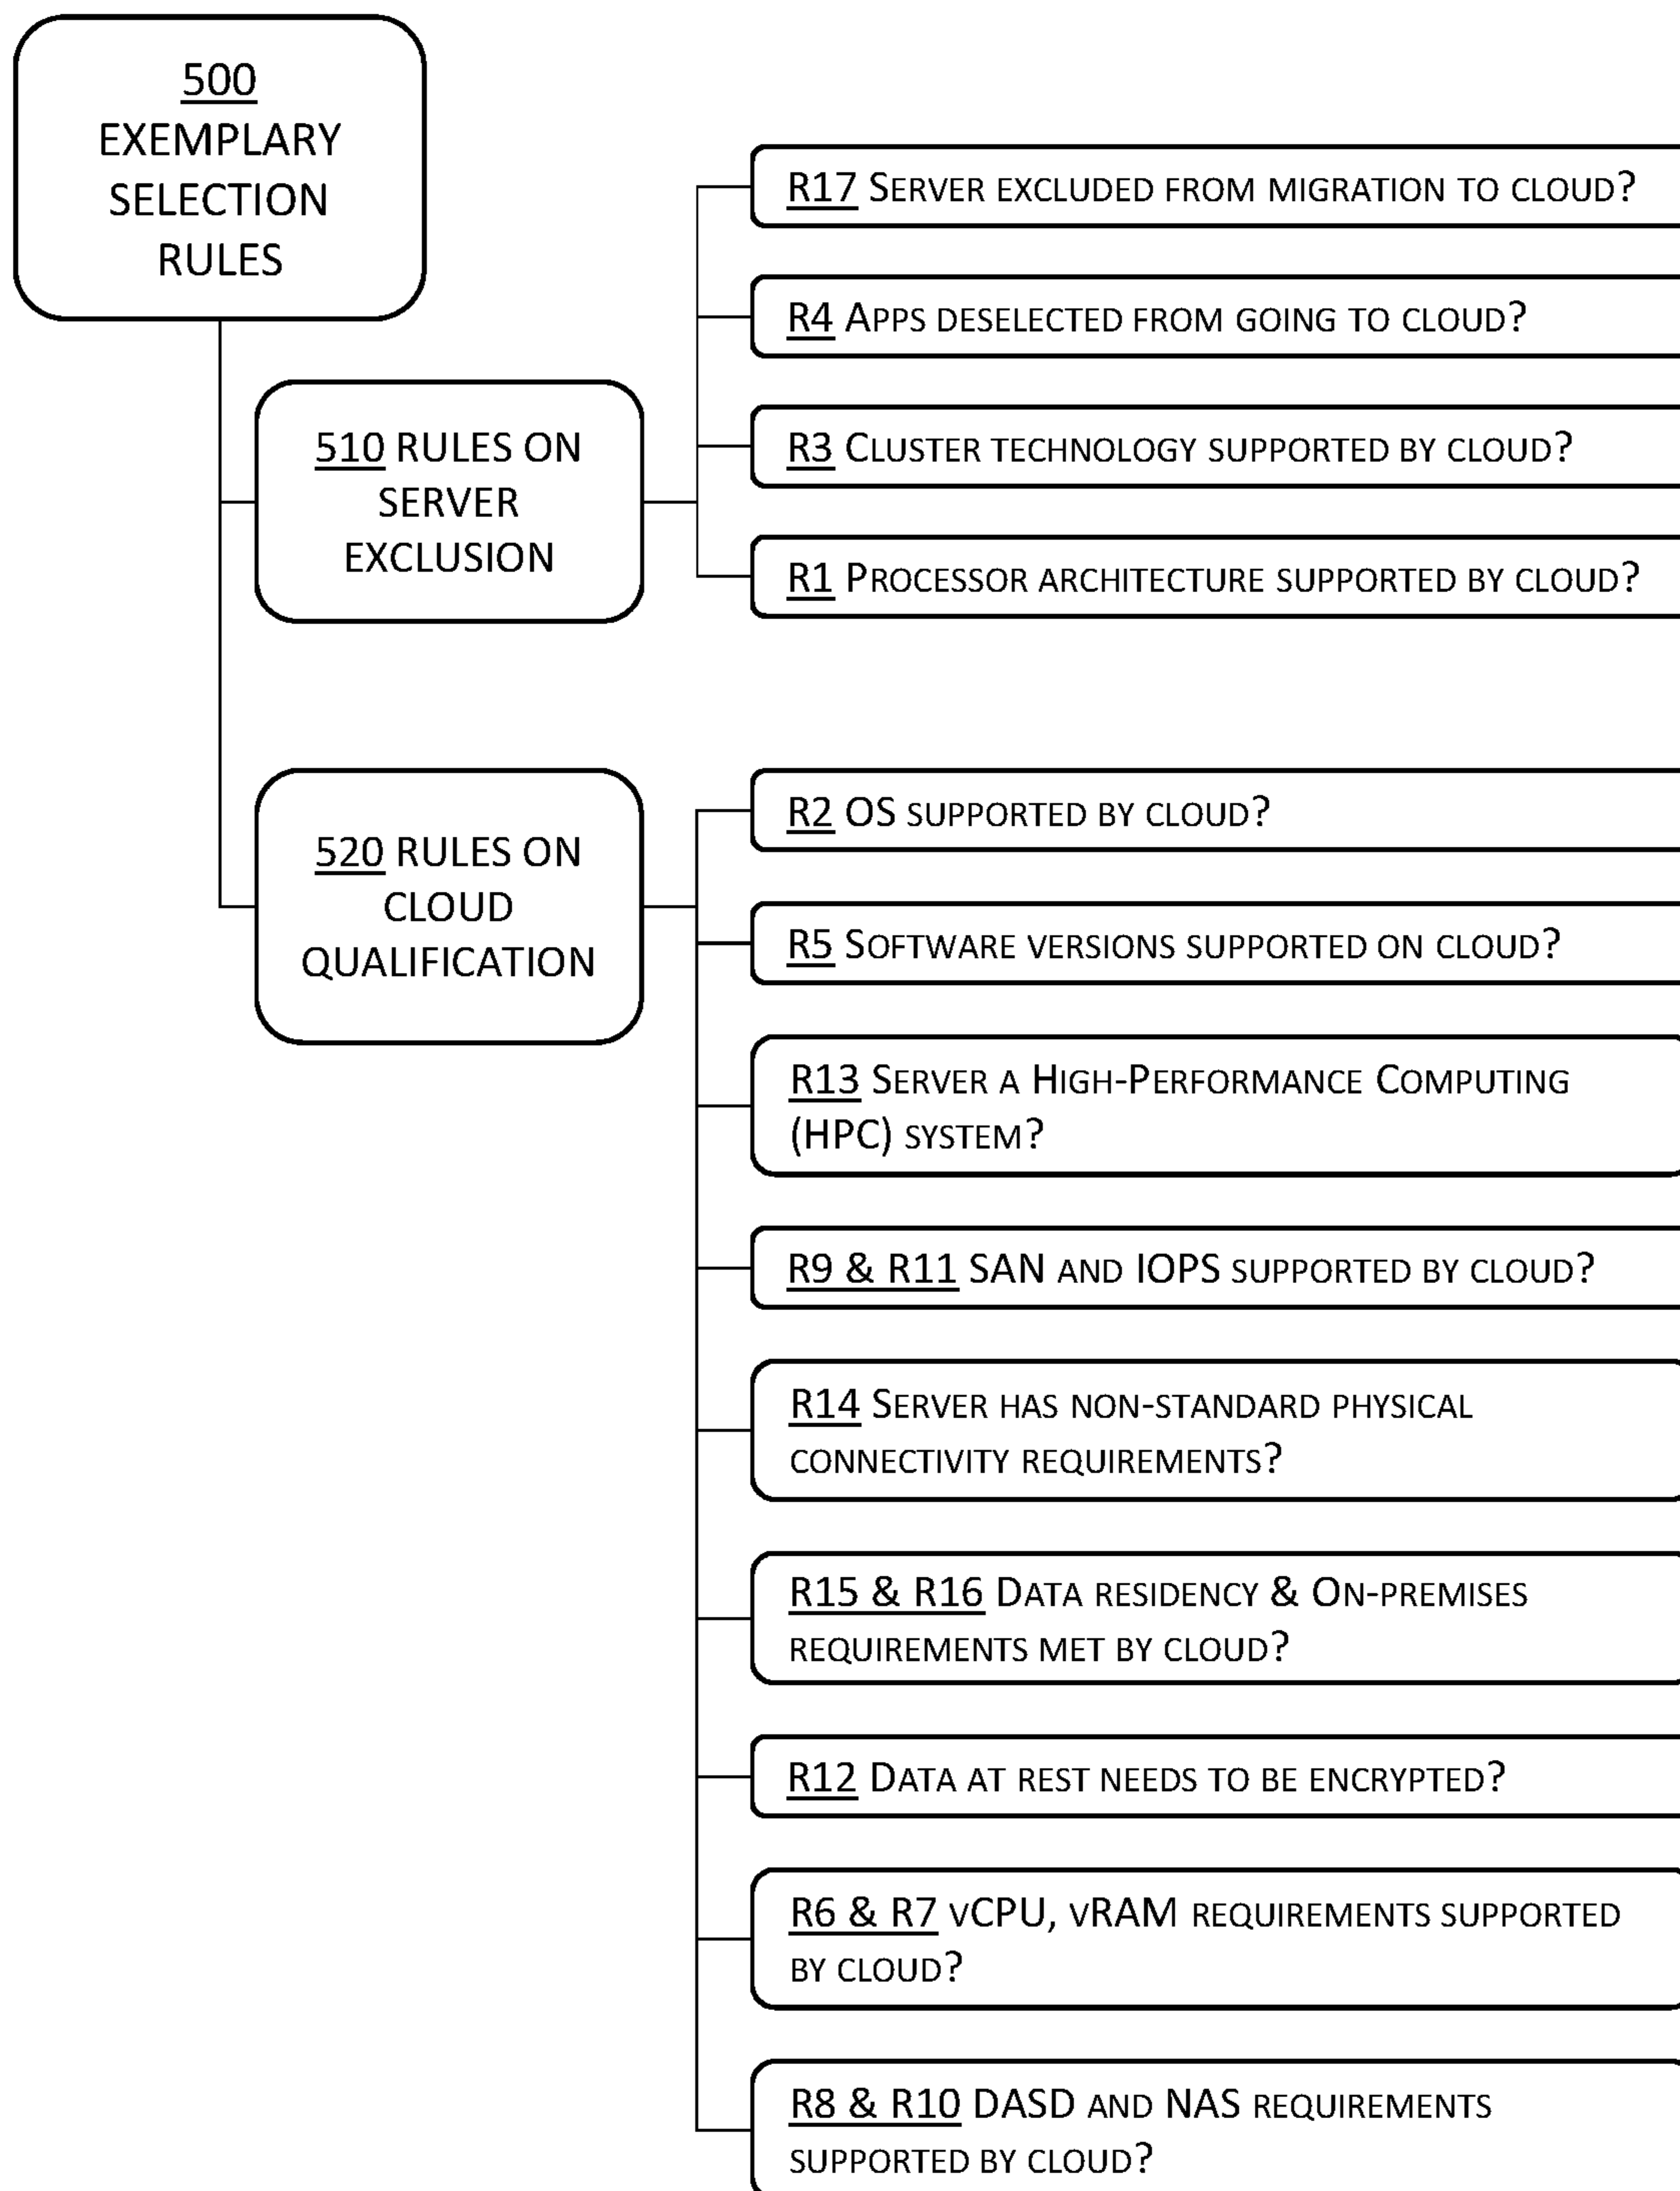 500
EXEMPLARY
SELECTION
RULES
510 RULES ON
SERVER
EXCLUSION
R17 SERVER EXCLUDED FROM MIGRATION TO CLOUD?
R4 APPS DESELECTED FROM GOING TO CLOUD?
R3 CLUSTER TECHNOLOGY SUPPORTED BY CLOUD?
R1 PROCESSOR ARCHITECTURE SUPPORTED BY CLOUD?
520 RULES ON
CLOUD
QUALIFICATION
R2 OS SUPPORTED BY CLOUD?
R5 SOFTWARE VERSIONS SUPPORTED ON CLOUD?
R13 SERVER A HIGH-PERFORMANCE COMPUTING
(HPC) SYSTEM?
R9 & R11 SAN AND IOPS SUPPORTED BY CLOUD?
R14 SERVER HAS NON-STANDARD PHYSICAL
CONNECTIVITY REQUIREMENTS?
R15 & R16 DATA RESIDENCY & ON-PREMISES
REQUIREMENTS MET BY CLOUD?
R12 DATA AT REST NEEDS TO BE ENCRYPTED?
R6 & R7 vCPU, vRAM REQUIREMENTS SUPPORTED
BY CLOUD?
R8 & R10 DASD AND NAS REQUIREMENTS
SUPPORTED BY CLOUD?